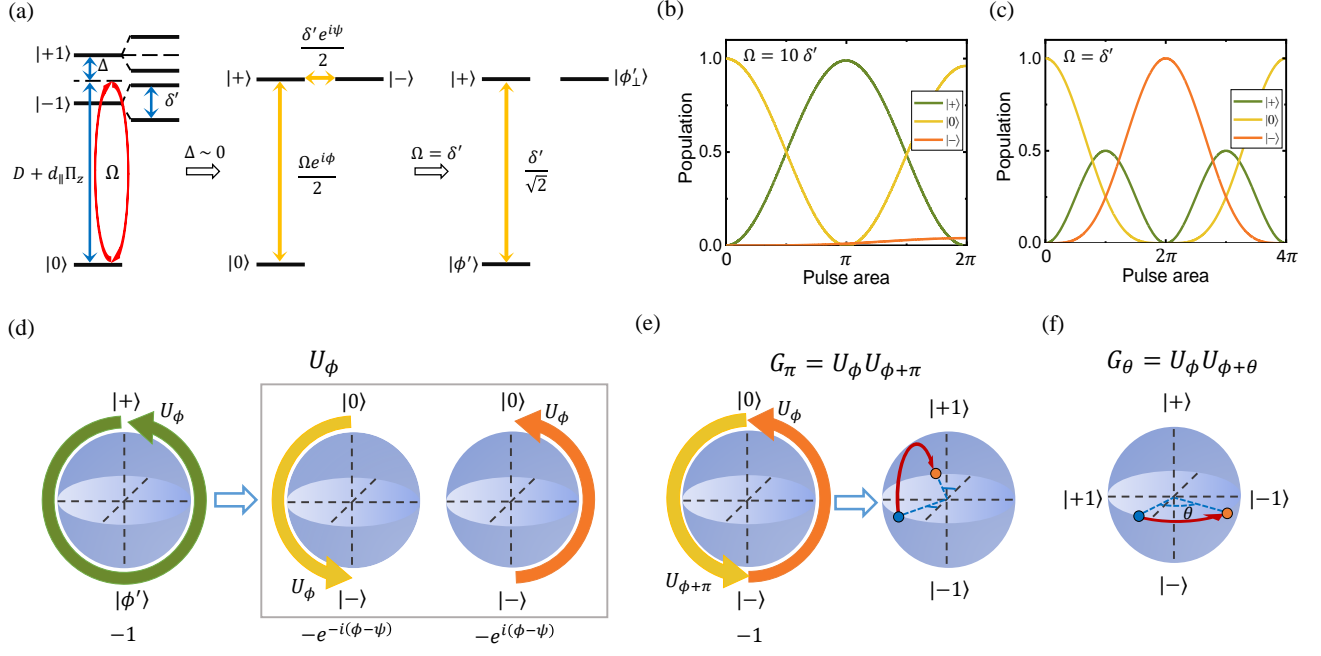 (a)
|+1⟩
Δ
|−1⟩
δ′
D + d∥Π_z
Ω
|0⟩
Δ ~ 0
δ′e^{iψ}/2
|+⟩
|−⟩
Ωe^{iϕ}/2
|0⟩
Ω = δ′
|+⟩
|ϕ′⊥⟩
δ′/√2
|ϕ′⟩
(b)
Ω = 10 δ′
Population
1.0
0.5
0.0
|+⟩
|0⟩
|−⟩
0
π
2π
Pulse area
(c)
Ω = δ′
Population
1.0
0.5
0.0
|+⟩
|0⟩
|−⟩
0
2π
4π
Pulse area
(d)
U_ϕ
|+⟩
U_ϕ
|ϕ′⟩
−1
|0⟩
U_ϕ
|−⟩
−e^{−i(ϕ−ψ)}
|0⟩
U_ϕ
|−⟩
−e^{i(ϕ−ψ)}
(e)
G_π = U_ϕU_{ϕ+π}
|0⟩
U_ϕ
U_{ϕ+π}
|−⟩
−1
|+1⟩
|−1⟩
(f)
G_θ = U_ϕU_{ϕ+θ}
|+⟩
|+1⟩
|−1⟩
θ
|−⟩